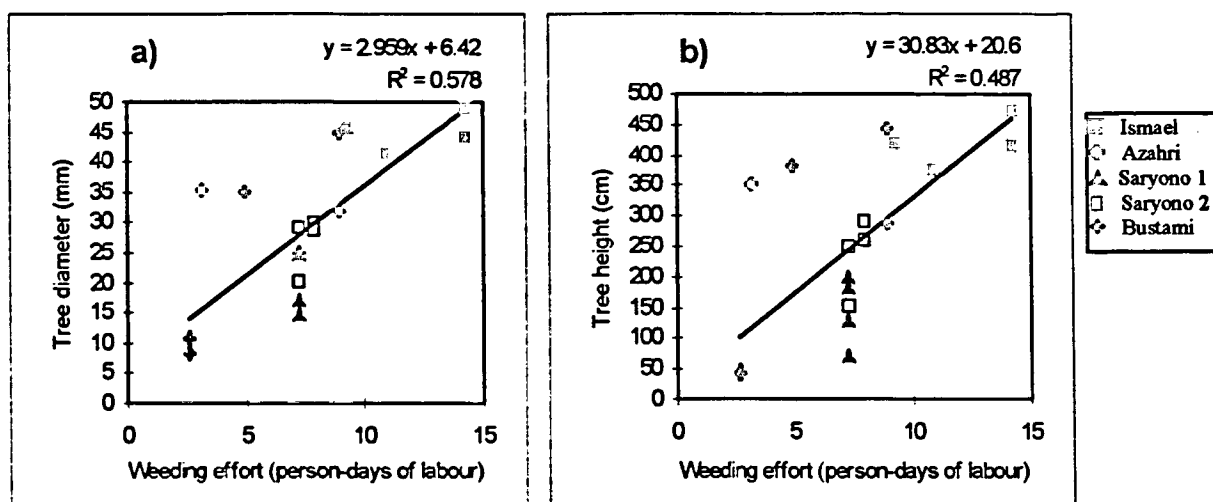 a)
y = 2.959x + 6.42
R² = 0.578
50
45
40
35
30
25
20
15
10
5
0
Tree diameter (mm)
0 5 10 15
Weeding effort (person-days of labour)
b)
y = 30.83x + 20.6
R² = 0.487
500
450
400
350
300
250
200
150
100
50
0
Tree height (cm)
0 5 10 15
Weeding effort (person-days of labour)
Ismael
Azahri
Saryono 1
Saryono 2
Bustami